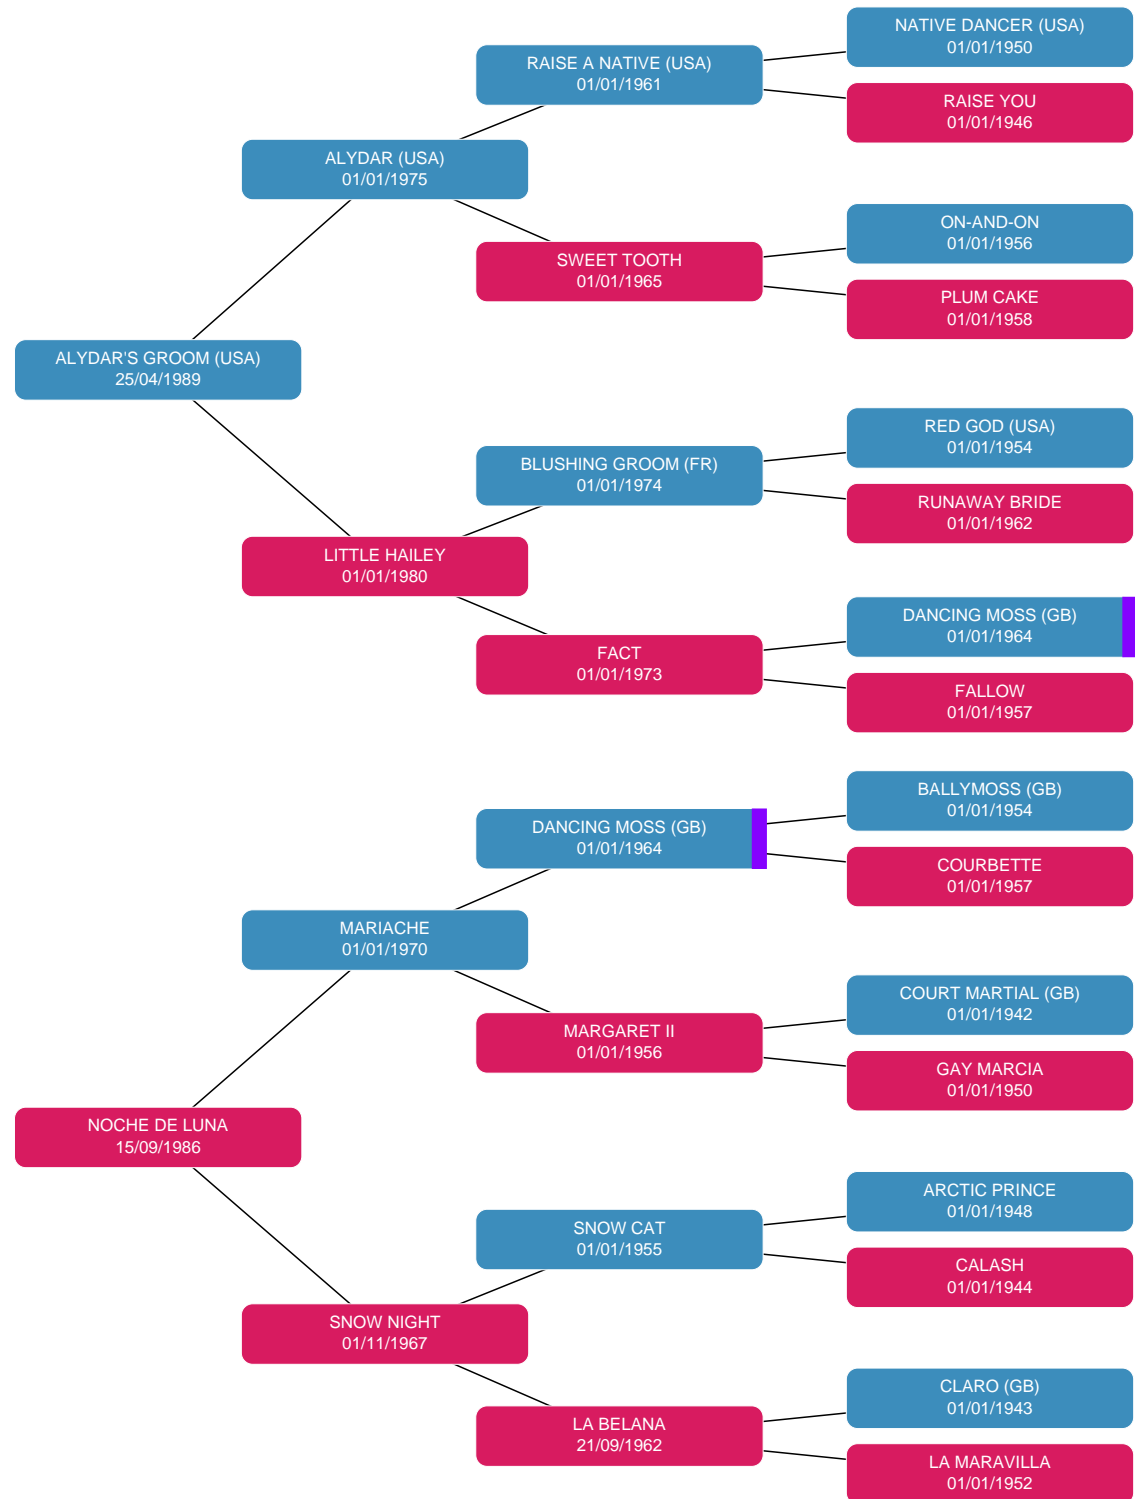 NATIVE DANCER (USA)
01/01/1950
RAISE A NATIVE (USA)
01/01/1961
RAISE YOU
01/01/1946
ALYDAR (USA)
01/01/1975
ON-AND-ON
01/01/1956
SWEET TOOTH
01/01/1965
PLUM CAKE
01/01/1958
ALYDAR'S GROOM (USA)
25/04/1989
RED GOD (USA)
01/01/1954
BLUSHING GROOM (FR)
01/01/1974
RUNAWAY BRIDE
01/01/1962
LITTLE HAILEY
01/01/1980
DANCING MOSS (GB)
01/01/1964
FACT
01/01/1973
FALLOW
01/01/1957
BALLYMOSS (GB)
01/01/1954
DANCING MOSS (GB)
01/01/1964
COURBETTE
01/01/1957
MARIACHE
01/01/1970
COURT MARTIAL (GB)
01/01/1942
MARGARET II
01/01/1956
GAY MARCIA
01/01/1950
NOCHE DE LUNA
15/09/1986
ARCTIC PRINCE
01/01/1948
SNOW CAT
01/01/1955
CALASH
01/01/1944
SNOW NIGHT
01/11/1967
CLARO (GB)
01/01/1943
LA BELANA
21/09/1962
LA MARAVILLA
01/01/1952